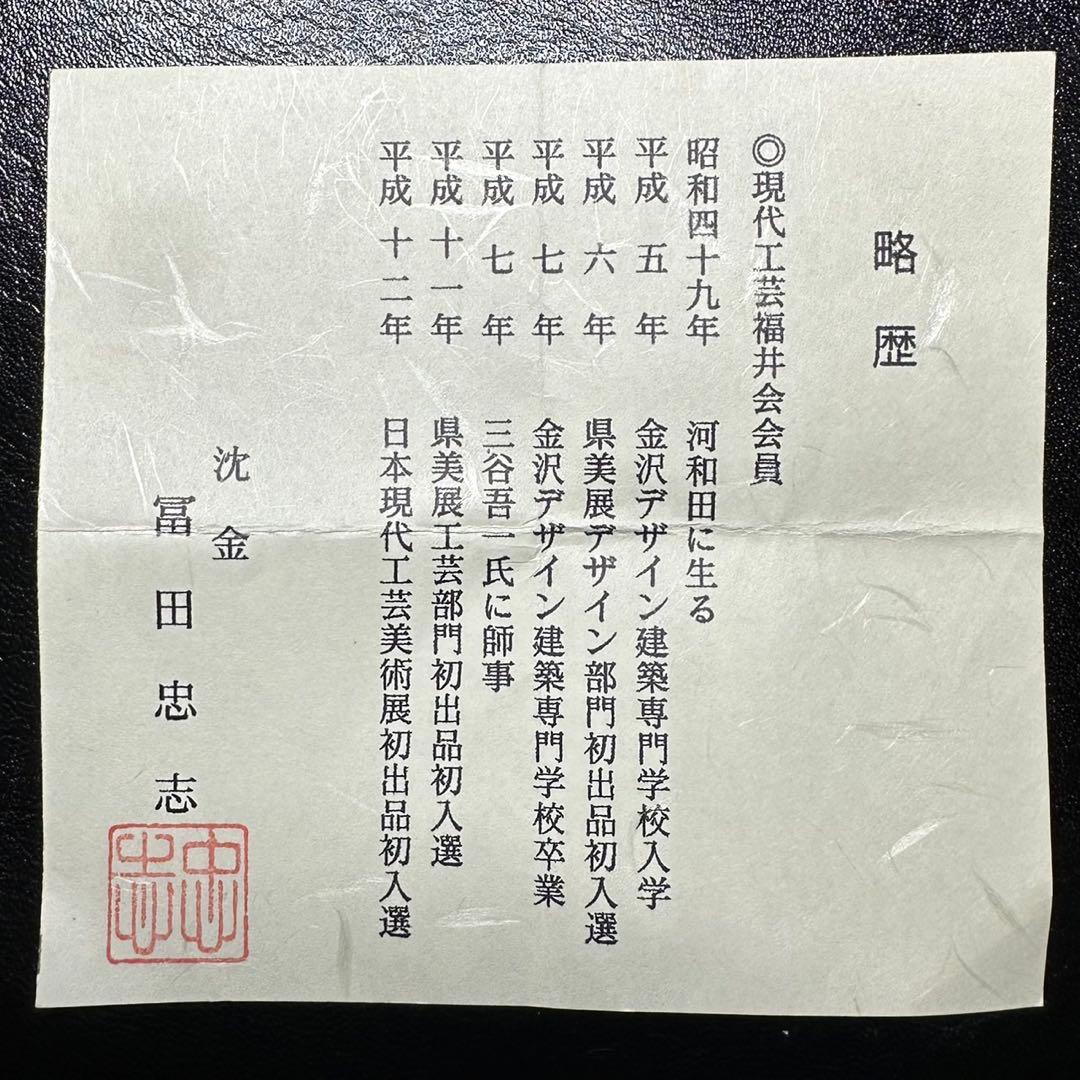 略歴
◎現代工芸福井会会員
昭和四十九年 河和田に生る
平成五年 金沢デザイン建築専門学校入学
平成六年 県美展デザイン部門初出品初入選
平成七年 金沢デザイン建築専門学校卒業
平成七年 三谷吾一氏に師事
平成十一年 県美展工芸部門初出品初入選
平成十二年 日本現代工芸美術展初出品初入選
沈金
冨田忠志
忠志